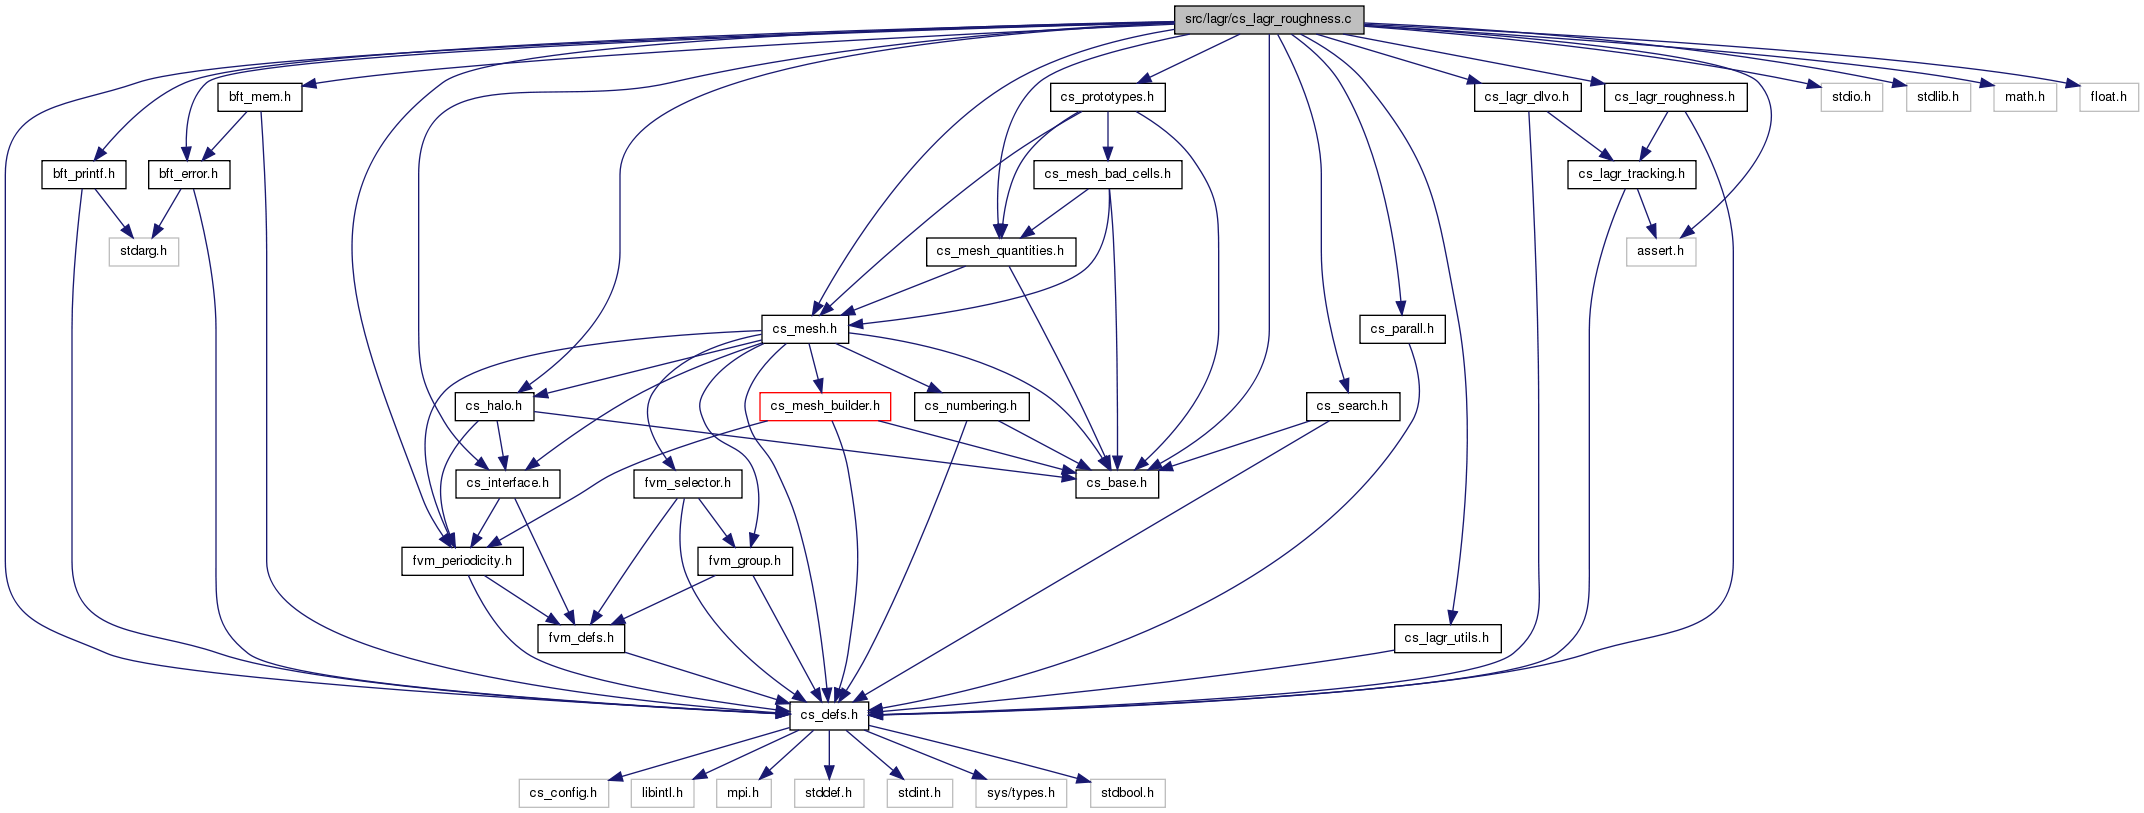 src/lagr/cs_lagr_roughness.c
bft_mem.h
cs_prototypes.h
cs_lagr_dlvo.h
cs_lagr_roughness.h
stdio.h
stdlib.h
math.h
float.h
bft_printf.h
bft_error.h
cs_mesh_bad_cells.h
cs_lagr_tracking.h
stdarg.h
cs_mesh_quantities.h
assert.h
cs_mesh.h
cs_parall.h
cs_halo.h
cs_mesh_builder.h
cs_numbering.h
cs_search.h
cs_interface.h
fvm_selector.h
cs_base.h
fvm_periodicity.h
fvm_group.h
fvm_defs.h
cs_lagr_utils.h
cs_defs.h
cs_config.h
libintl.h
mpi.h
stddef.h
stdint.h
sys/types.h
stdbool.h